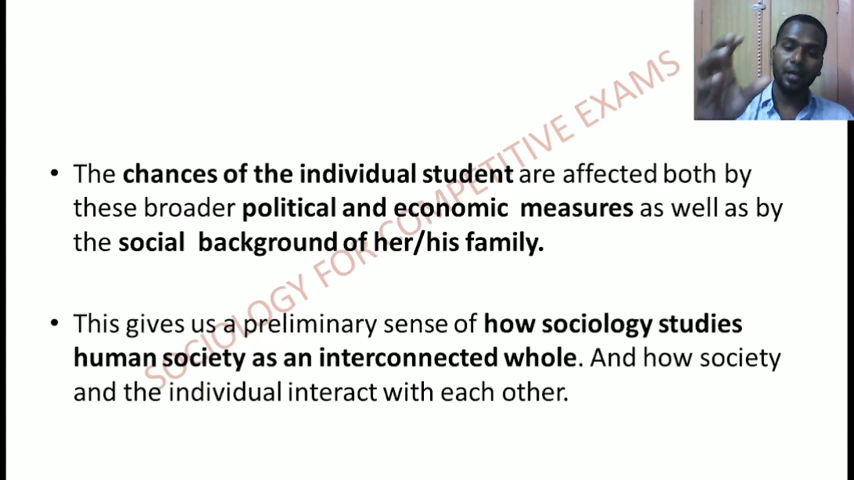 SOCIOLOGY FOR COMPETITIVE EXAMS
• The chances of the individual student are affected both by
these broader political and economic measures as well as by
the social background of her/his family.
• This gives us a preliminary sense of how sociology studies
human society as an interconnected whole. And how society
and the individual interact with each other.